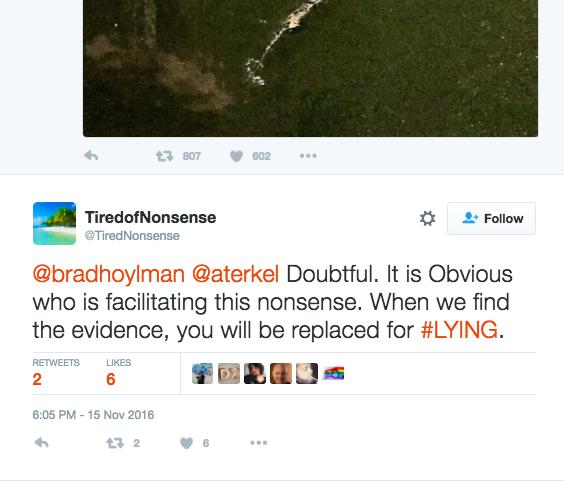 807 602
TiredofNonsense
@TiredNonsense
Follow
@bradhoylman @aterkel Doubtful. It is Obvious
who is facilitating this nonsense. When we find
the evidence, you will be replaced for #LYING.
RETWEETS LIKES
2 6
6:05 PM - 15 Nov 2016
2 6